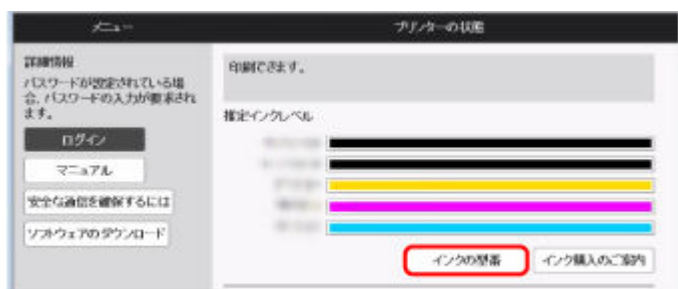 メニュー
プリンターの状態
詳細情報
パスワードが設定されている場
合、パスワードの入力が要求され
ます。
ログイン
マニュアル
安全な通信を確保するには
ソフトウェアのダウンロード
印刷できます。
推定インクレベル
インクの型番
インク購入のご案内